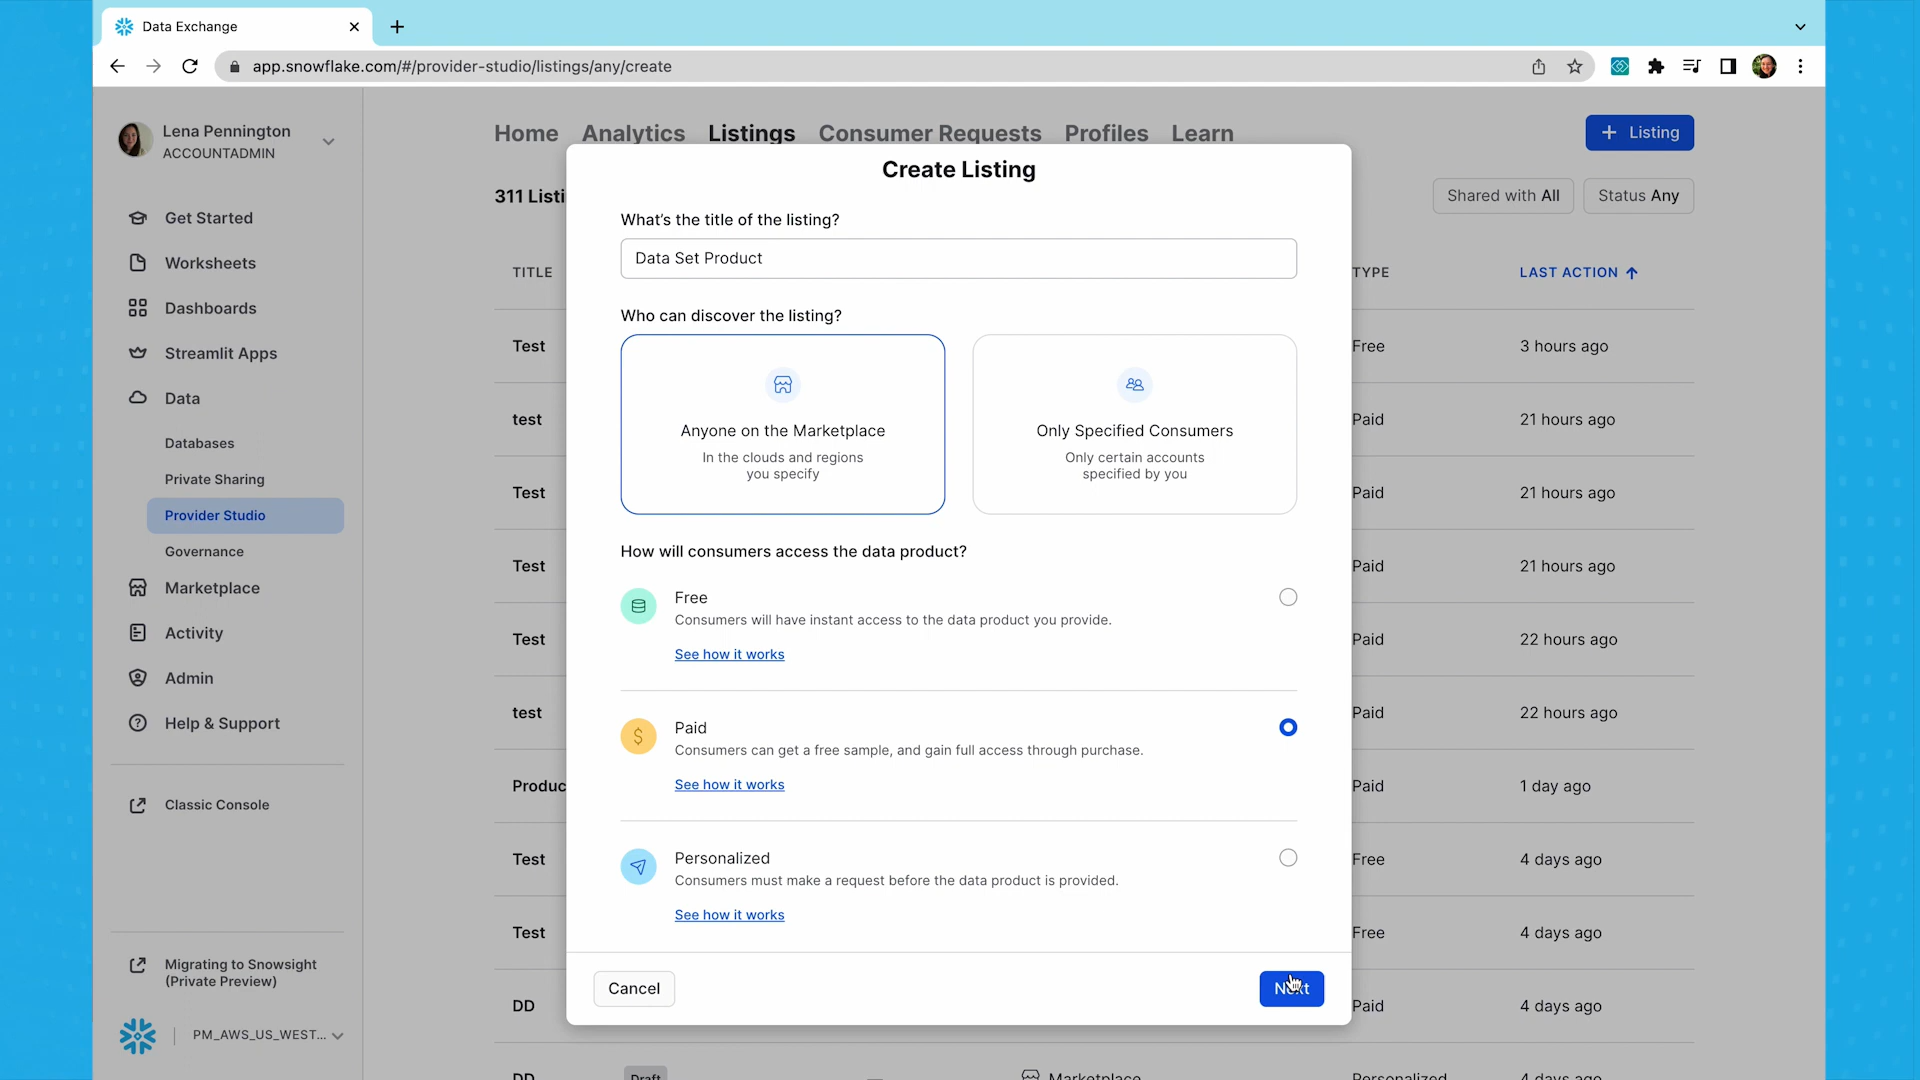 Data Exchange
app.snowflake.com/#/provider-studio/listings/any/create
Lena Pennington
ACCOUNTADMIN
Get Started
Worksheets
Dashboards
Streamlit Apps
Data
Databases
Private Sharing
Provider Studio
Governance
Marketplace
Activity
Admin
Help & Support
Classic Console
Migrating to Snowsight
(Private Preview)
PM_AWS_US_WEST...
Home Analytics Listings Consumer Requests Profiles Learn
+ Listing
311 Listi
Shared with All
Status Any
TITLE TYPE LAST ACTION
Test Free 3 hours ago
test Paid 21 hours ago
Test Paid 21 hours ago
Test Paid 21 hours ago
Test Paid 22 hours ago
test Paid 22 hours ago
Produc Paid 1 day ago
Test Free 4 days ago
Test Free 4 days ago
DD Paid 4 days ago
DD Draft — Marketplace Personalized 4 days ago
Create Listing
What's the title of the listing?
Data Set Product
Who can discover the listing?
Anyone on the Marketplace
In the clouds and regions
you specify
Only Specified Consumers
Only certain accounts
specified by you
How will consumers access the data product?
Free
Consumers will have instant access to the data product you provide.
See how it works
$
Paid
Consumers can get a free sample, and gain full access through purchase.
See how it works
Personalized
Consumers must make a request before the data product is provided.
See how it works
Cancel
Next